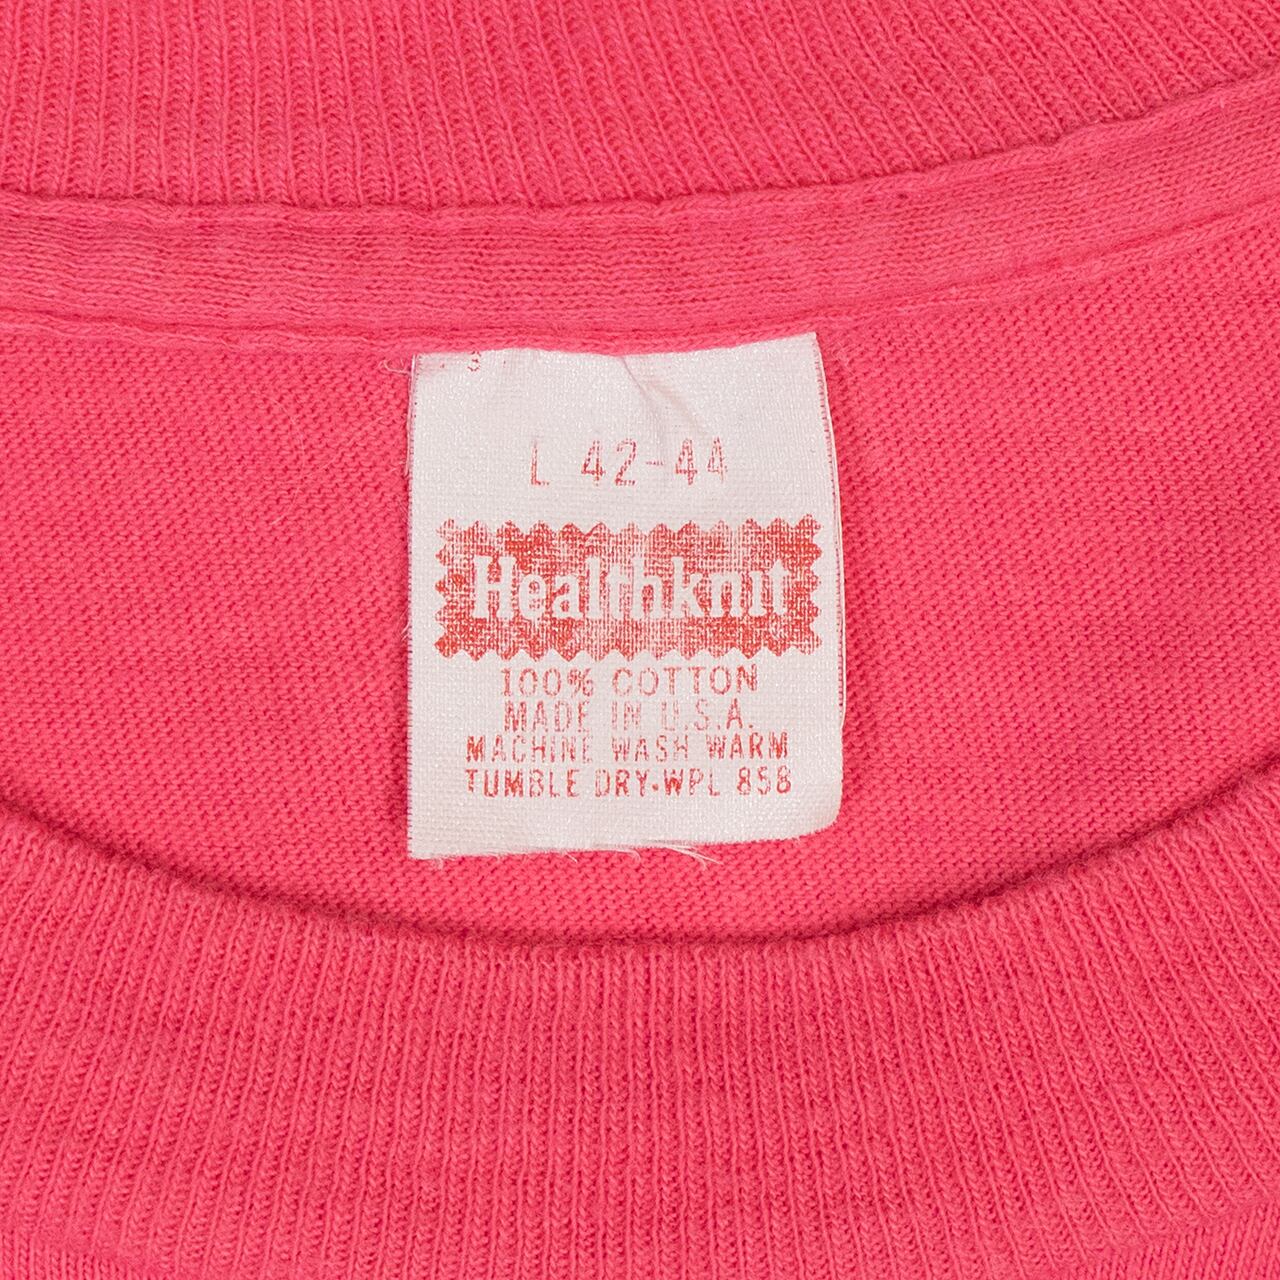 L 42-44
Healthknit
100% COTTON
MADE IN U.S.A.
MACHINE WASH WARM
TUMBLE DRY•WPL 858